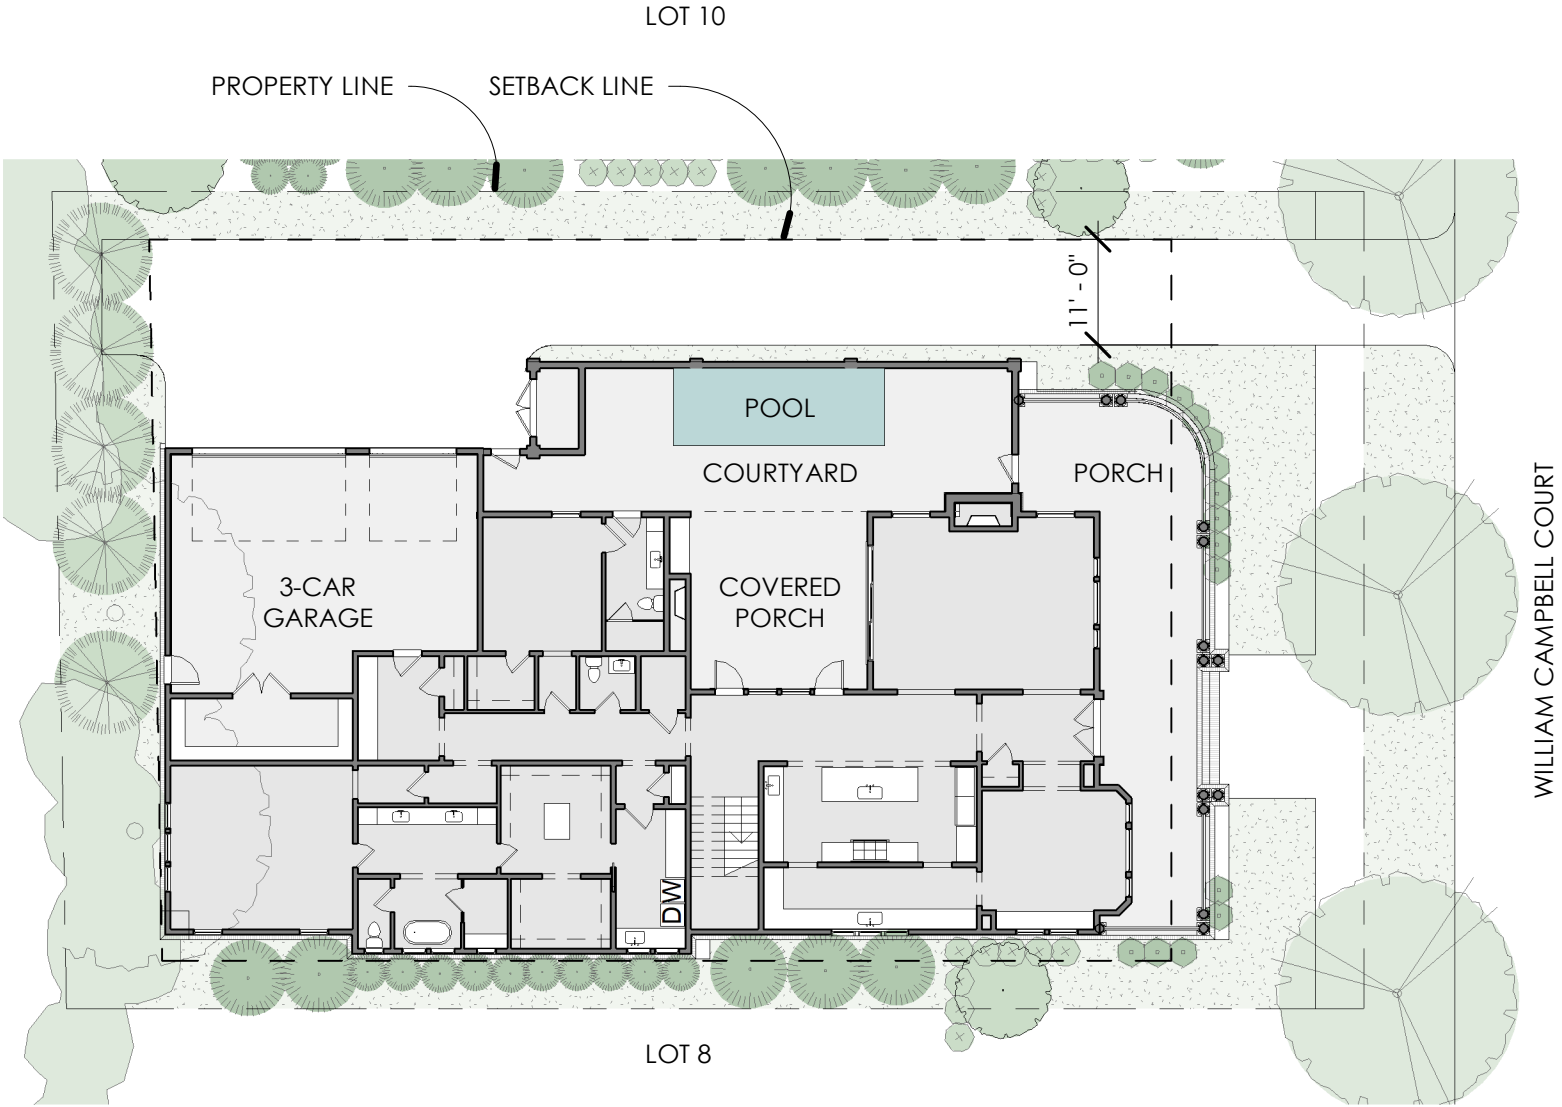 LOT 10
PROPERTY LINE
SETBACK LINE
11' - 0"
POOL
COURTYARD
PORCH
3-CAR
GARAGE
COVERED
PORCH
WILLIAM CAMPBELL COURT
DW
LOT 8